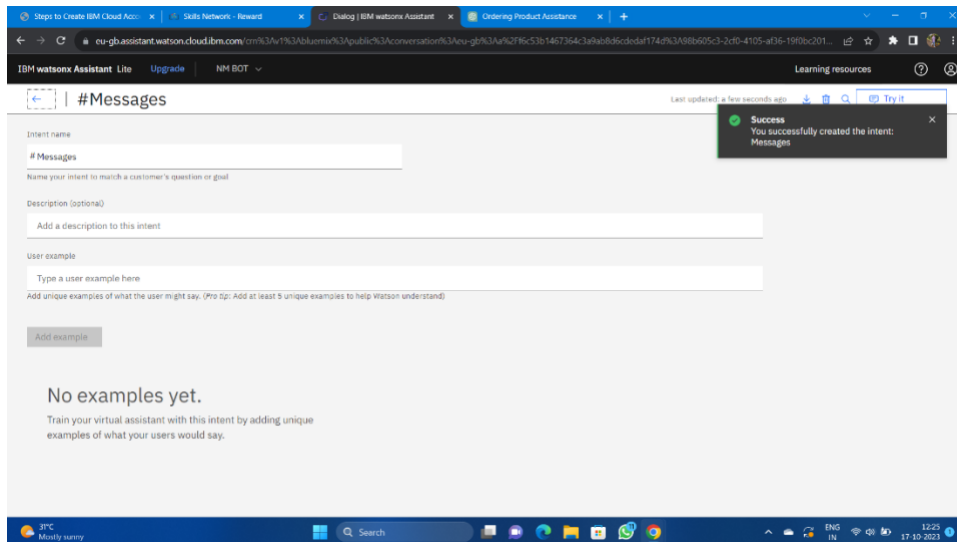 Steps to Create IBM Cloud Acco
Skills Network - Reward
Dialog | IBM watsonx Assistant
Ordering Product Assistance
IBM watsonx Assistant Lite Upgrade NM BOT Learning resources
#Messages
Last updated: a few seconds ago
Try it
Success
You successfully created the intent:
Messages
Intent name
# Messages
Name your intent to match a customer's question or goal
Description (optional)
Add a description to this intent
User example
Type a user example here
Add unique examples of what the user might say. (Pro tip: Add at least 5 unique examples to help Watson understand)
Add example
No examples yet.
Train your virtual assistant with this intent by adding unique
examples of what your users would say.
31°C
Mostly sunny
Search
ENG
IN
12:25
17-10-2023